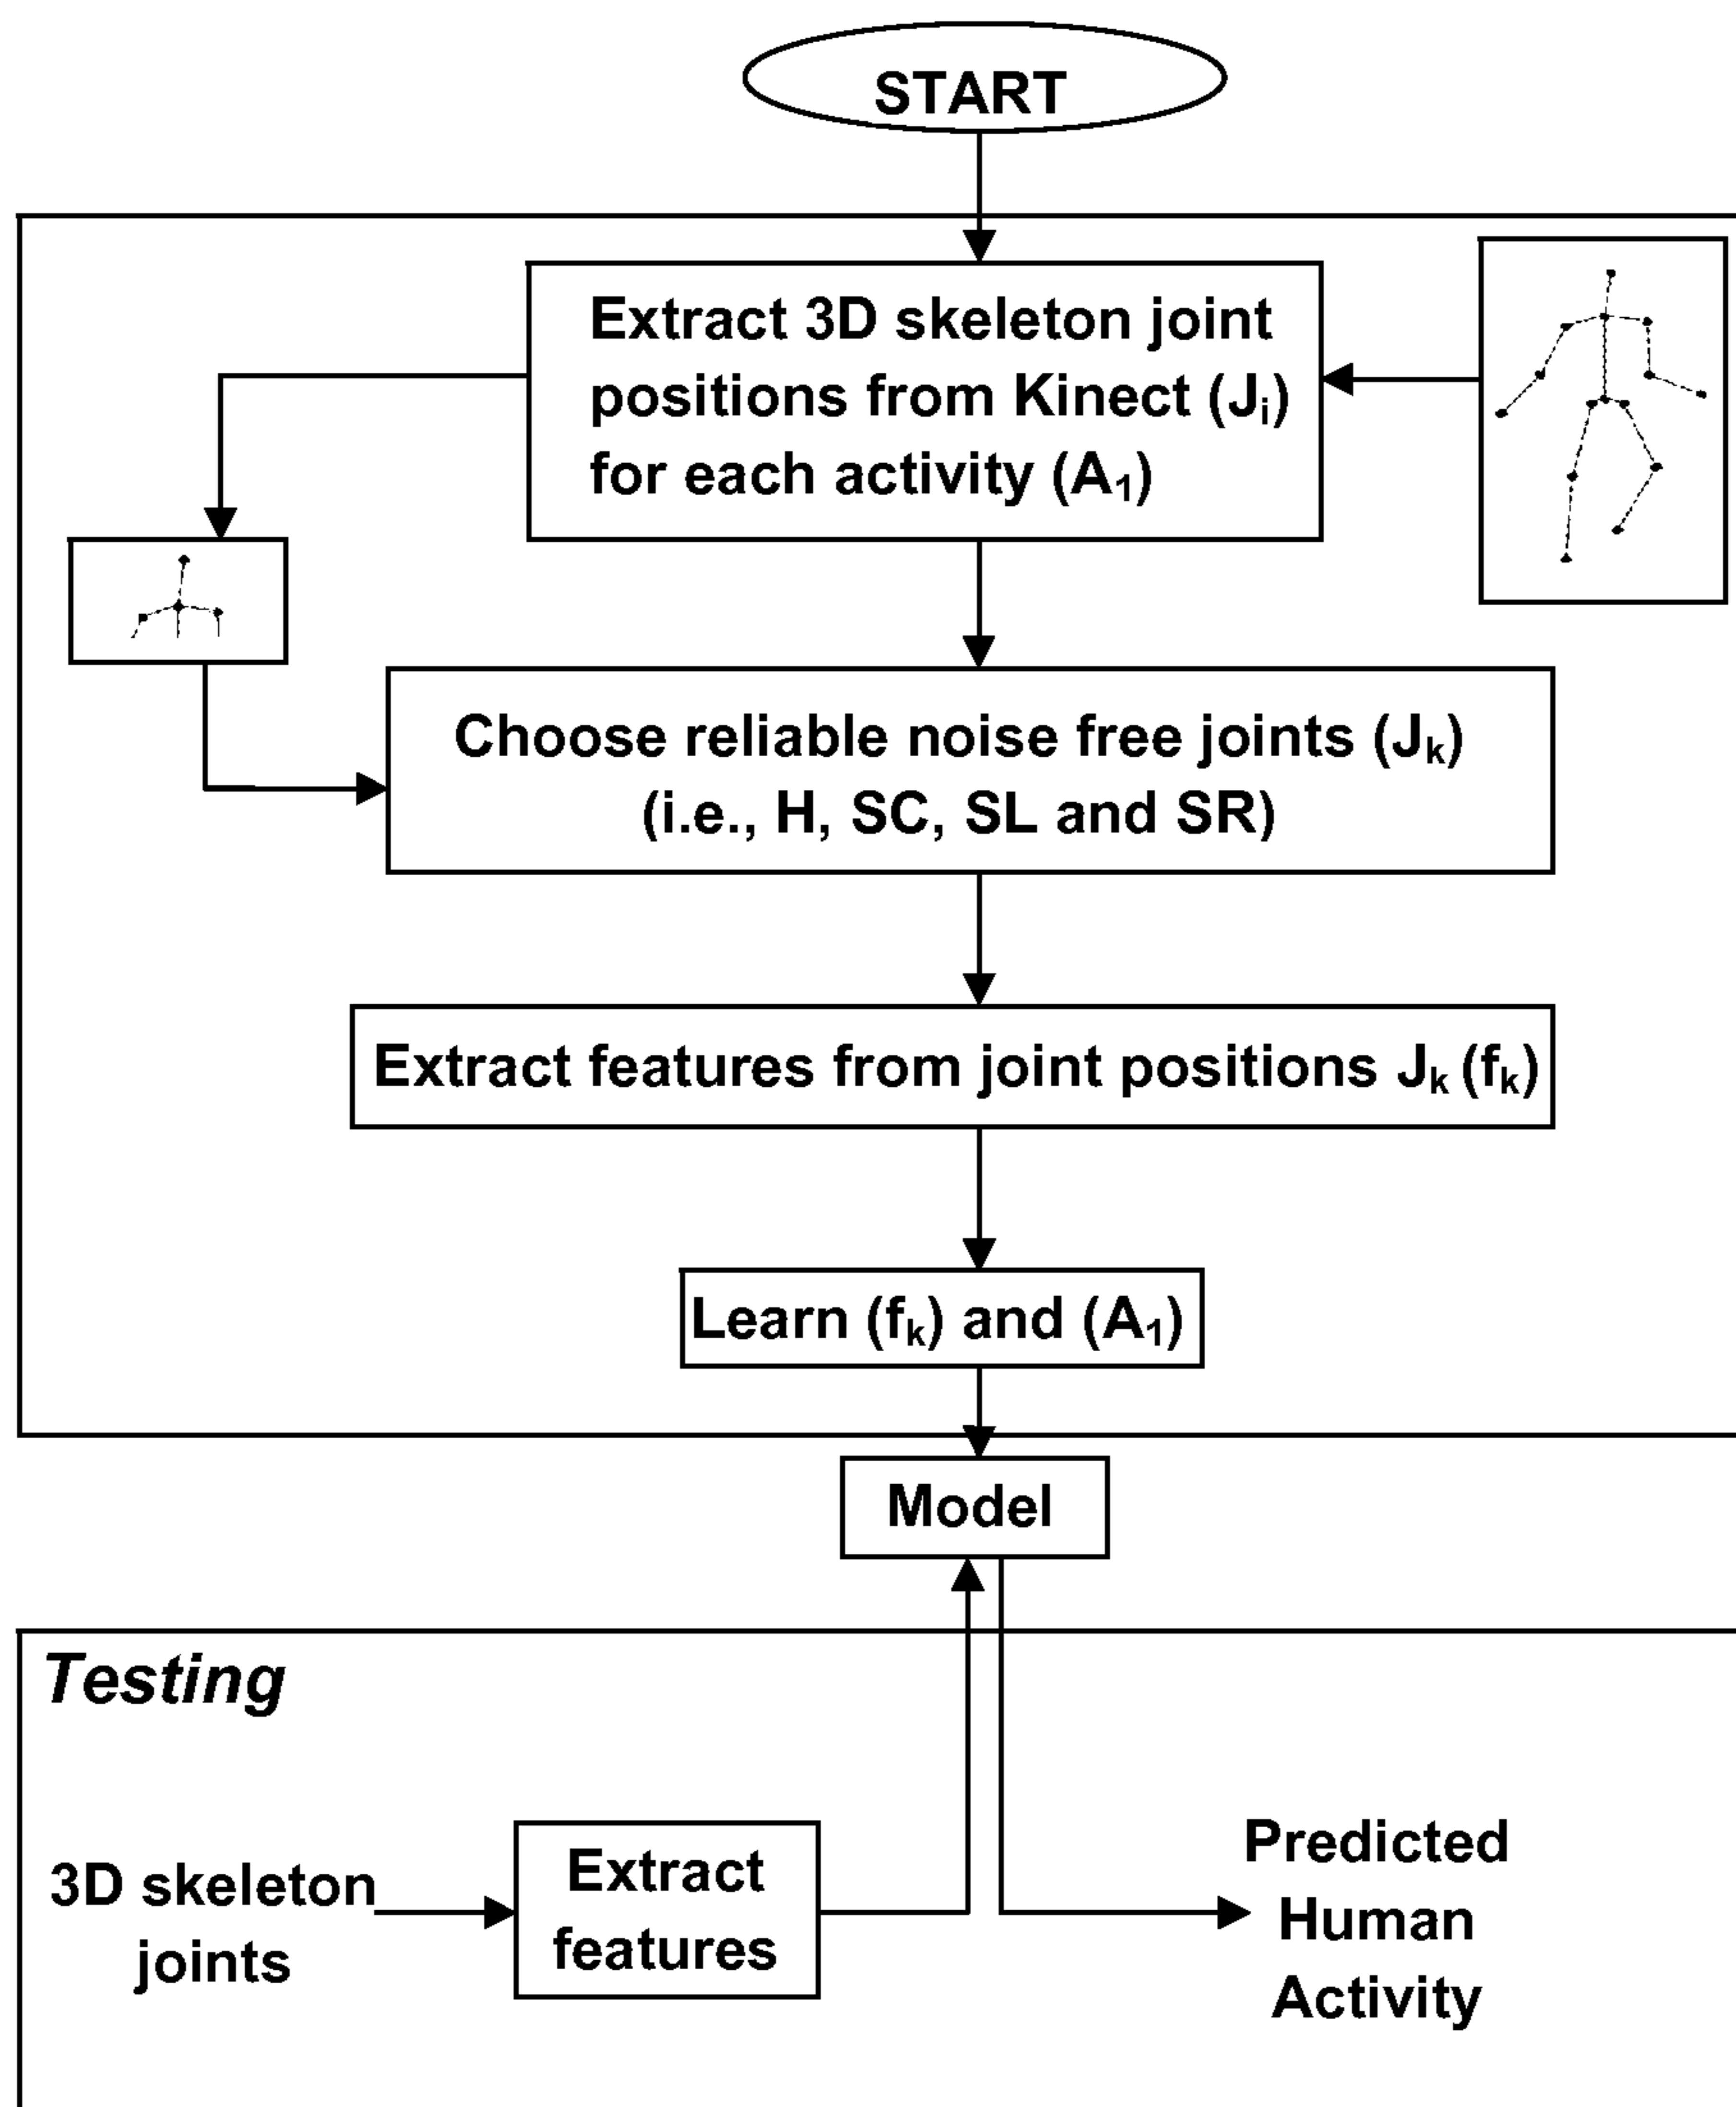 START
Extract 3D skeleton joint
positions from Kinect (Jᵢ)
for each activity (A₁)
Choose reliable noise free joints (Jₖ)
(i.e., H, SC, SL and SR)
Extract features from joint positions Jₖ (fₖ)
Learn (fₖ) and (A₁)
Model
Testing
3D skeleton
joints
Extract
features
Predicted
Human
Activity